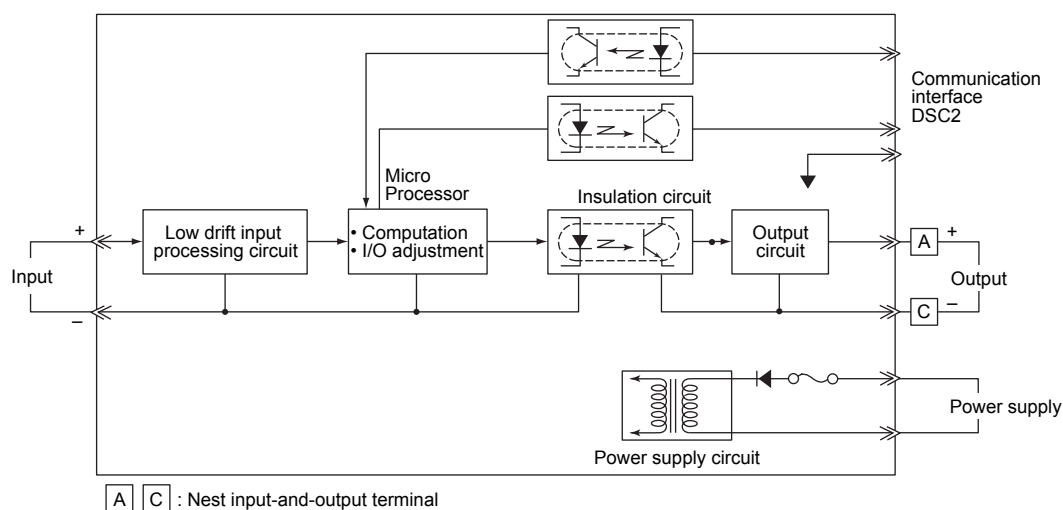 Communication
interface
DSC2
Micro
Processor
Insulation circuit
+
Low drift input
processing circuit
• Computation
• I/O adjustment
Output
circuit
A
+
Input
Output
–
C
–
Power supply
Power supply circuit
A C : Nest input-and-output terminal